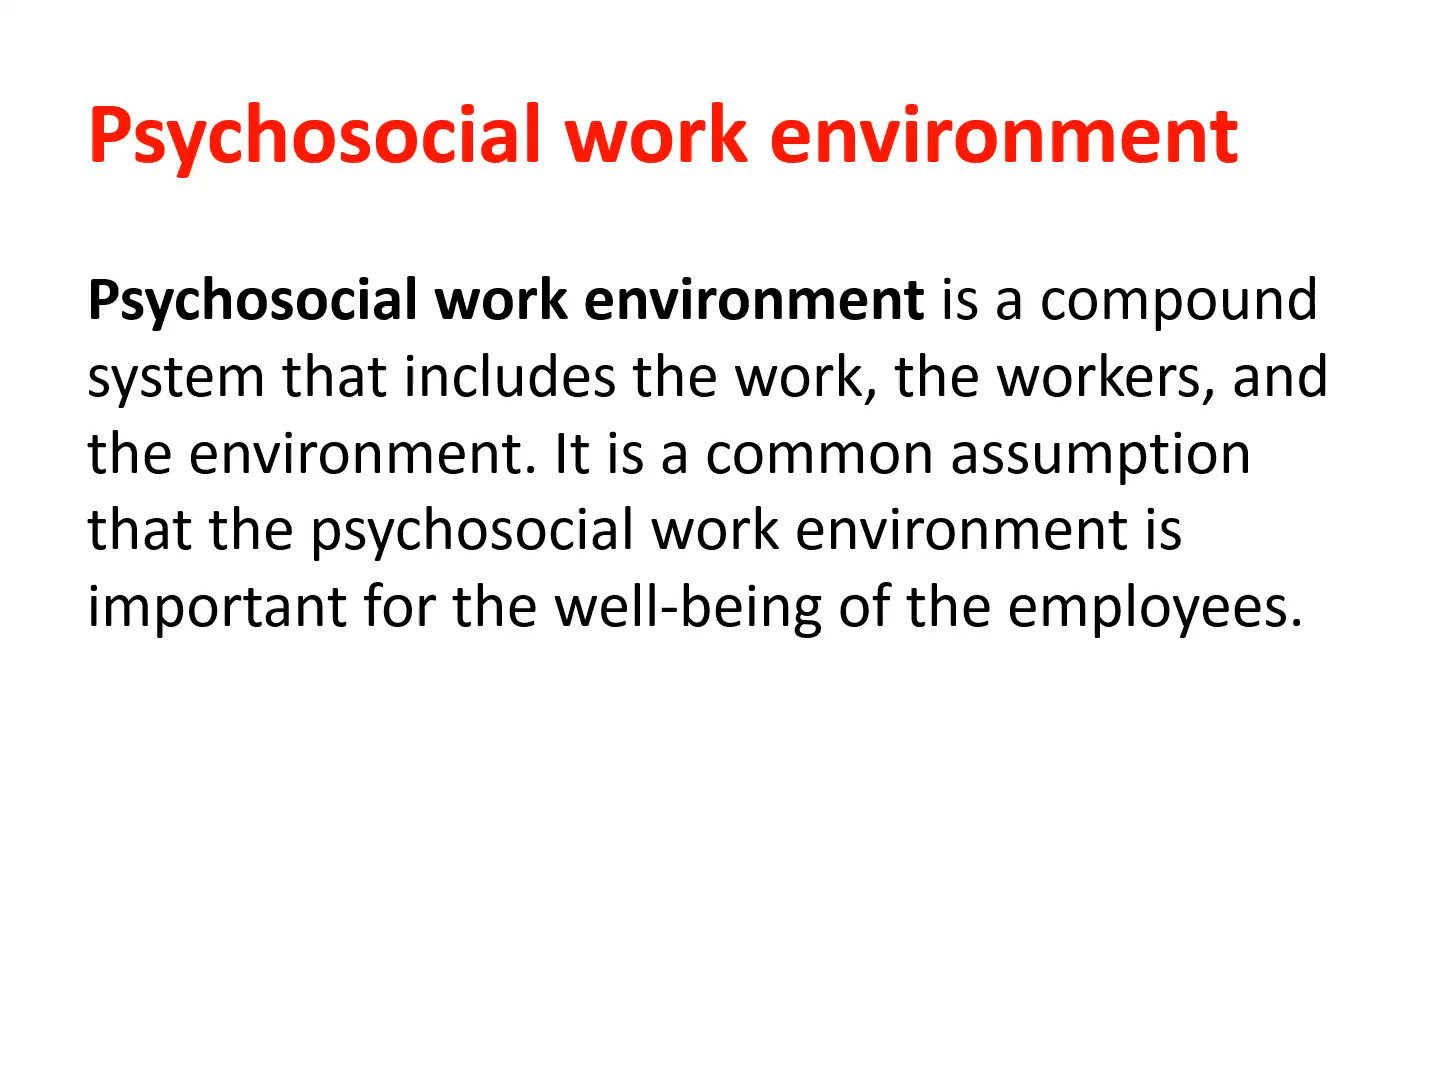 Psychosocial work environment
Psychosocial work environment is a compound
system that includes the work, the workers, and
the environment. It is a common assumption
that the psychosocial work environment is
important for the well-being of the employees.